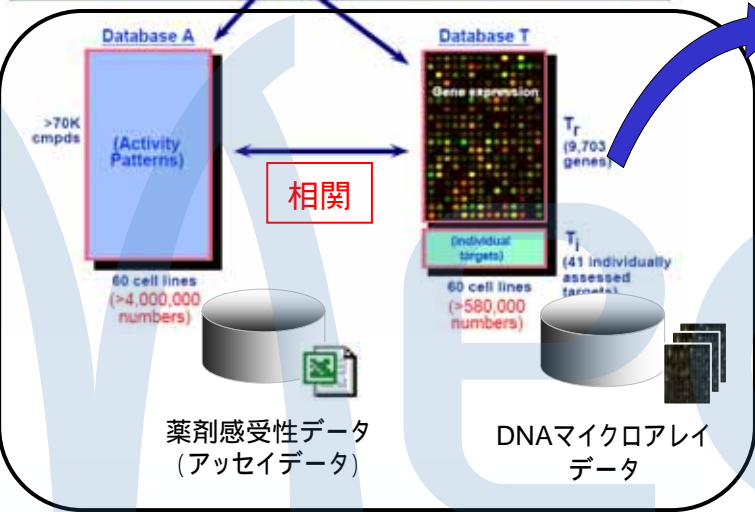 Database A
Database T
>70K
cmpds
(Activity
Patterns)
Gene expression
Tr
(9,703
genes)
相関
(individual
targets)
Ti
(41 individually
assessed
targets)
60 cell lines
(>4,000,000
numbers)
60 cell lines
(>580,000
numbers)
薬剤感受性データ
(アッセイデータ)
DNAマイクロアレイ
データ